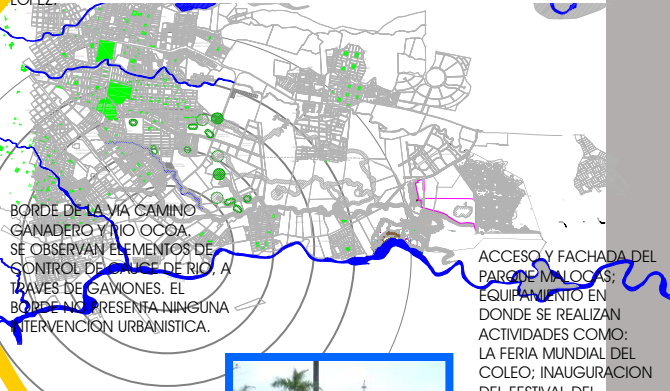 LOPEZ.
BORDE DE LA VIA CAMINO
GANADERO Y RIO OCOA.
SE OBSERVAN ELEMENTOS DE
CONTROL DE CAUCE DE RIO, A
TRAVES DE GAVIONES. EL
BORDE NO PRESENTA NINGUNA
INTERVENCION URBANISTICA.
ACCESO Y FACHADA DEL
PARQUE MALOCAS;
EQUIPAMIENTO EN
DONDE SE REALIZAN
ACTIVIDADES COMO:
LA FERIA MUNDIAL DEL
COLEO; INAUGURACION
DEL FESTIVAL DEL